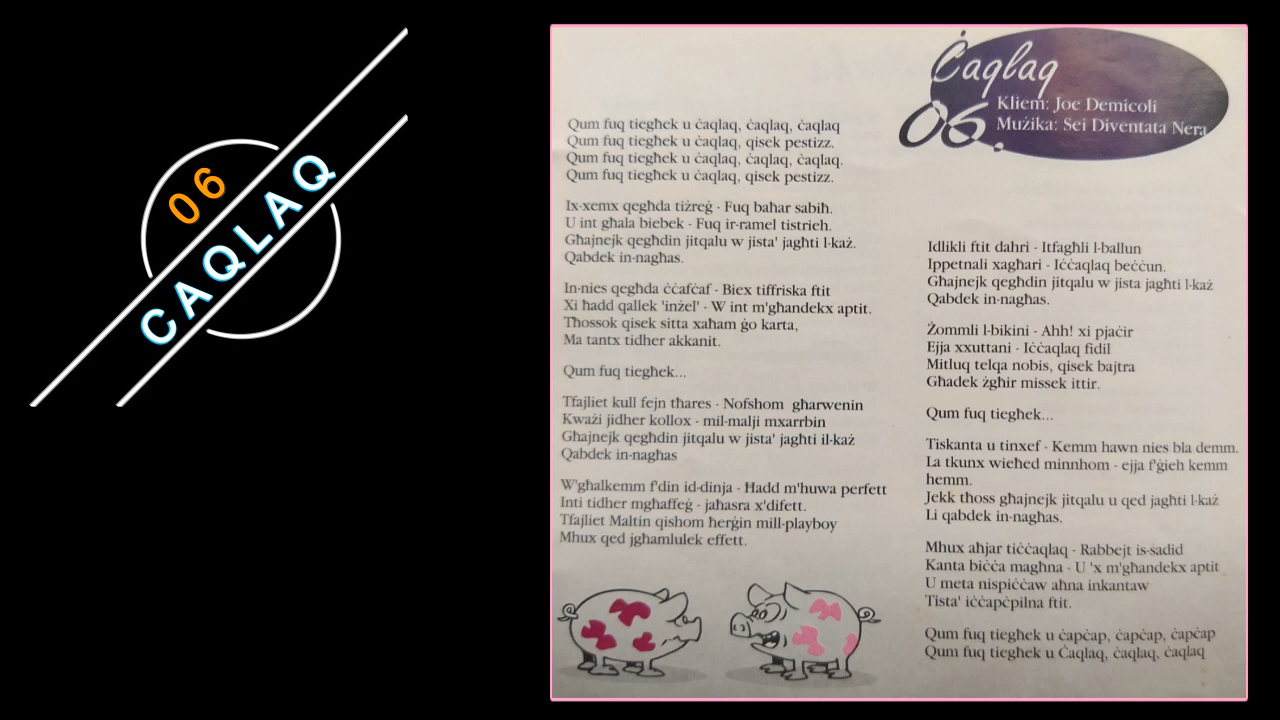 06
CAQLAQ
Ċaqlaq
06.
Kliem: Joe Demicoli
Mużika: Sei Diventata Nera
Qum fuq tiegħek u ċaqlaq, ċaqlaq, ċaqlaq
Qum fuq tiegħek u ċaqlaq, qisek pestizz.
Qum fuq tiegħek u ċaqlaq, ċaqlaq, ċaqlaq.
Qum fuq tiegħek u ċaqlaq, qisek pestizz.
Ix-xemx qegħda tiżreġ - Fuq baħar sabiħ.
U int għala biebek - Fuq ir-ramel tistrieħ.
Għajnejk qegħdin jitqalu w jista' jagħti l-każ.
Qabdek in-nagħas.
In-nies qegħda ċċafċaf - Biex tiffriska ftit
Xi ħadd qallek 'inżel' - W int m'għandekx aptit.
Tħossok qisek sitta xaħam ġo karta,
Ma tantx tidher akkanit.
Qum fuq tiegħek...
Tfajliet kull fejn tħares - Nofshom għarwenin
Kważi jidher kollox - mil-malji mxarrbin
Għajnejk qegħdin jitqalu w jista' jagħti il-każ
Qabdek in-nagħas
W'għalkemm f'din id-dinja - Ħadd m'huwa perfett
Inti tidher mgħaffeġ - jaħasra x'difett.
Tfajliet Maltin qishom ħerġin mill-playboy
Mhux qed jgħamlulek effett.
Idlikli ftit dahri - Itfagħli l-ballun
Ippetnali xagħari - Iċċaqlaq beċċun.
Għajnejk qegħdin jitqalu w jista jagħti l-każ
Qabdek in-nagħas.
Żommli l-bikini - Ahh! xi pjaċir
Ejja xxuttani - Iċċaqlaq fidil
Mitluq telqa nobis, qisek bajtra
Għadek żgħir missek ittir.
Qum fuq tiegħek...
Tiskanta u tinxef - Kemm hawn nies bla demm.
La tkunx wieħed minnhom - ejja f'ġieħ kemm
hemm.
Jekk tħoss għajnejk jitqalu u qed jagħti l-każ
Li qabdek in-nagħas.
Mhux aħjar tiċċaqlaq - Rabbejt is-sadid
Kanta biċċa magħna - U 'x m'għandekx aptit
U meta nispiċċaw aħna inkantaw
Tista' iċċapċpilna ftit.
Qum fuq tiegħek u ċapċap, ċapċap, ċapċap
Qum fuq tiegħek u Ċaqlaq, ċaqlaq, ċaqlaq